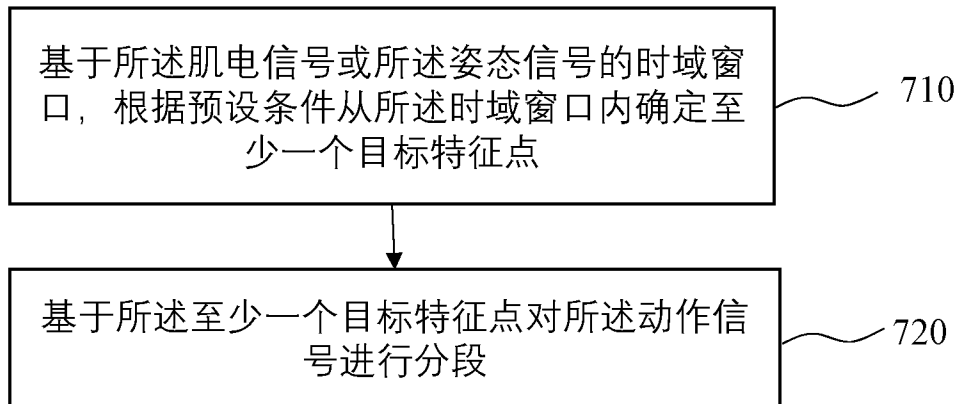 基于所述肌电信号或所述姿态信号的时域窗
口，根据预设条件从所述时域窗口内确定至
少一个目标特征点
710
基于所述至少一个目标特征点对所述动作信
号进行分段
720